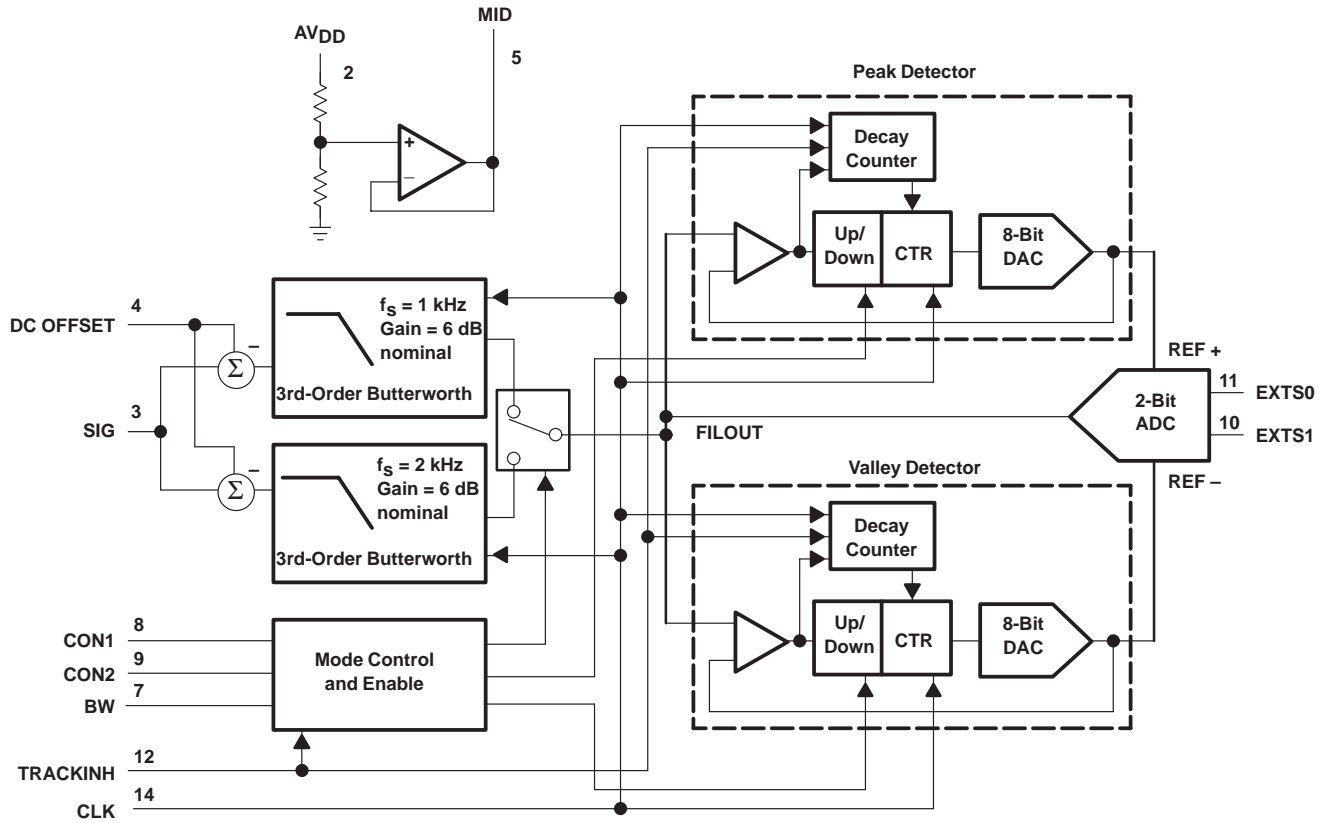 MID
AVDD
2
5
+
–
Peak Detector
Decay
Counter
Up/
Down
CTR
8-Bit
DAC
4
DC OFFSET
–
Σ
fs = 1 kHz
Gain = 6 dB
nominal
3rd-Order Butterworth
3
SIG
–
Σ
fs = 2 kHz
Gain = 6 dB
nominal
3rd-Order Butterworth
FILOUT
REF +
2-Bit
ADC
11
EXTS0
10
EXTS1
REF –
Valley Detector
Decay
Counter
Up/
Down
CTR
8-Bit
DAC
8
CON1
9
CON2
7
BW
Mode Control
and Enable
12
TRACKINH
14
CLK